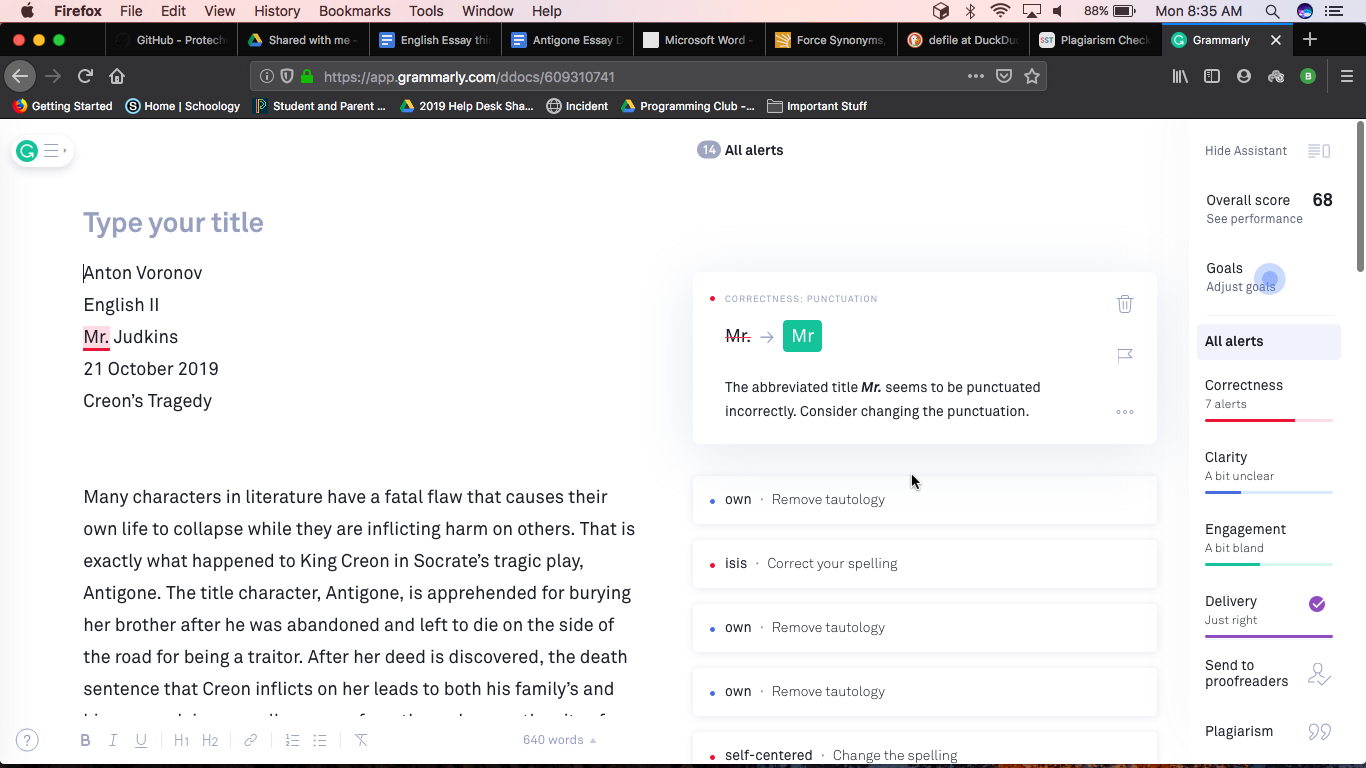 Firefox File Edit View History Bookmarks Tools Window Help 88% Mon 8:35 AM
GitHub - Protech Shared with me - English Essay thi Antigone Essay D Microsoft Word - Force Synonyms, defile at DuckDu SST Plagiarism Check Grammarly
https://app.grammarly.com/ddocs/609310741 B
Getting Started Home | Schoology Student and Parent ... 2019 Help Desk Sha... Incident Programming Club -... Important Stuff
14 All alerts
Hide Assistant
Overall score 68
See performance
Type your title
Goals
Adjust goals
Anton Voronov
English II
Mr. Judkins
21 October 2019
Creon's Tragedy
Many characters in literature have a fatal flaw that causes their
own life to collapse while they are inflicting harm on others. That is
exactly what happened to King Creon in Socrate's tragic play,
Antigone. The title character, Antigone, is apprehended for burying
her brother after he was abandoned and left to die on the side of
the road for being a traitor. After her deed is discovered, the death
sentence that Creon inflicts on her leads to both his family's and
CORRECTNESS: PUNCTUATION
Mr. → Mr
The abbreviated title Mr. seems to be punctuated
incorrectly. Consider changing the punctuation.
own · Remove tautology
isis · Correct your spelling
own · Remove tautology
own · Remove tautology
self-centered · Change the spelling
All alerts
Correctness
7 alerts
Clarity
A bit unclear
Engagement
A bit bland
Delivery
Just right
Send to
proofreaders
Plagiarism
? B I U H1 H2 640 words